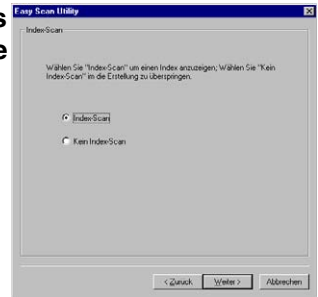 s
e
Easy Scan Utility
Index-Scan
Wählen Sie "Index-Scan" um einen Index anzuzeigen; Wählen Sie "Kein
Index-Scan" im die Erstellung zu überspringen.
Index-Scan
Kein Index-Scan
< Zurück
Weiter >
Abbrechen